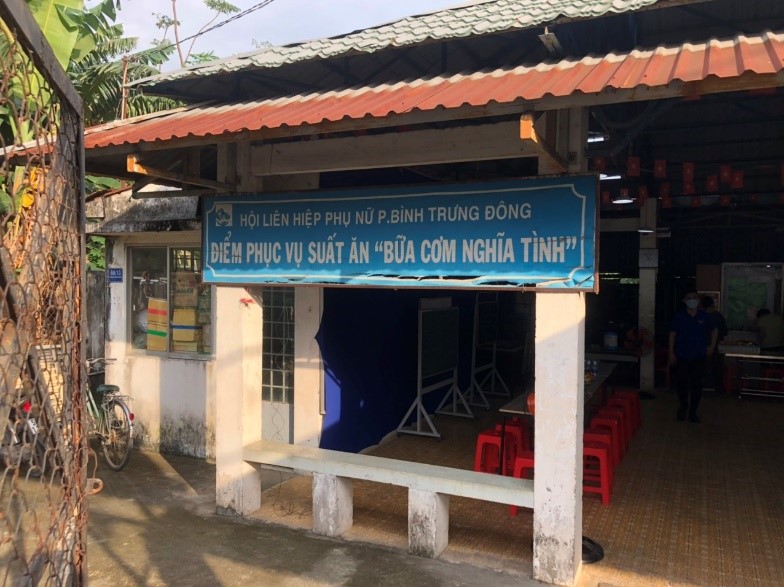 HỘI LIÊN HIỆP PHỤ NỮ P.BÌNH TRƯNG ĐÔNG
ĐIỂM PHỤC VỤ SUẤT ĂN "BỮA CƠM NGHĨA TÌNH"